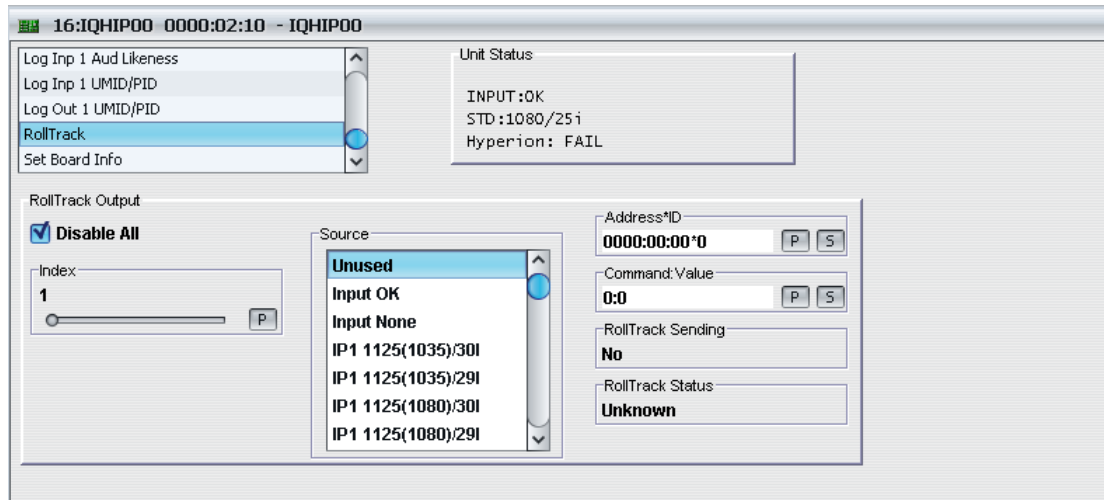 16:IQHIP00 0000:02:10 - IQHIP00
Log Inp 1 Aud Likeness
Log Inp 1 UMID/PID
Log Out 1 UMID/PID
RollTrack
Set Board Info
Unit Status
INPUT:OK
STD:1080/25i
Hyperion: FAIL
RollTrack Output
Disable All
Index
1
P
Source
Unused
Input OK
Input None
IP1 1125(1035)/30I
IP1 1125(1035)/29I
IP1 1125(1080)/30I
IP1 1125(1080)/29I
Address*ID
0000:00:00*0 P S
Command:Value
0:0 P S
RollTrack Sending
No
RollTrack Status
Unknown